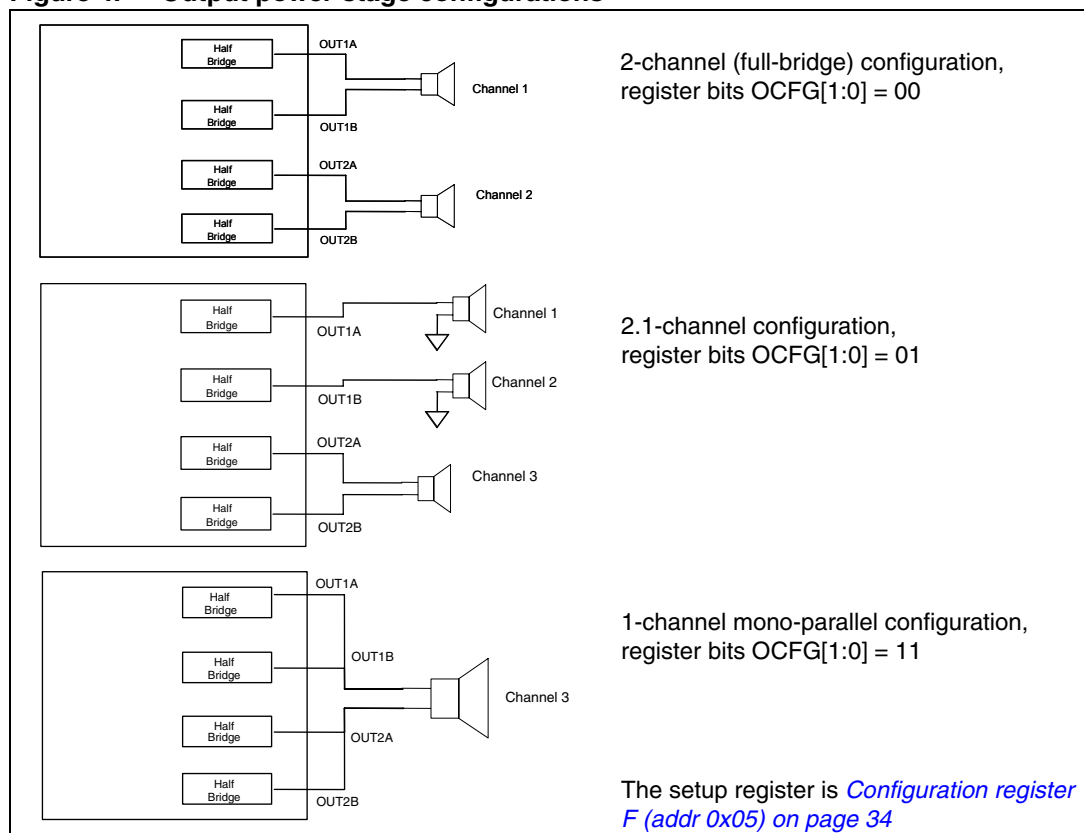 Figure 4. Output power stage configurations
Half
Bridge
OUT1A
Channel 1
Half
Bridge
OUT1B
Half
Bridge
OUT2A
Channel 2
Half
Bridge
OUT2B
2-channel (full-bridge) configuration,
register bits OCFG[1:0] = 00
Half
Bridge
OUT1A
Channel 1
Half
Bridge
OUT1B
Channel 2
Half
Bridge
OUT2A
Channel 3
Half
Bridge
OUT2B
2.1-channel configuration,
register bits OCFG[1:0] = 01
Half
Bridge
OUT1A
Half
Bridge
OUT1B
Channel 3
Half
Bridge
OUT2A
Half
Bridge
OUT2B
1-channel mono-parallel configuration,
register bits OCFG[1:0] = 11
The setup register is Configuration register
F (addr 0x05) on page 34